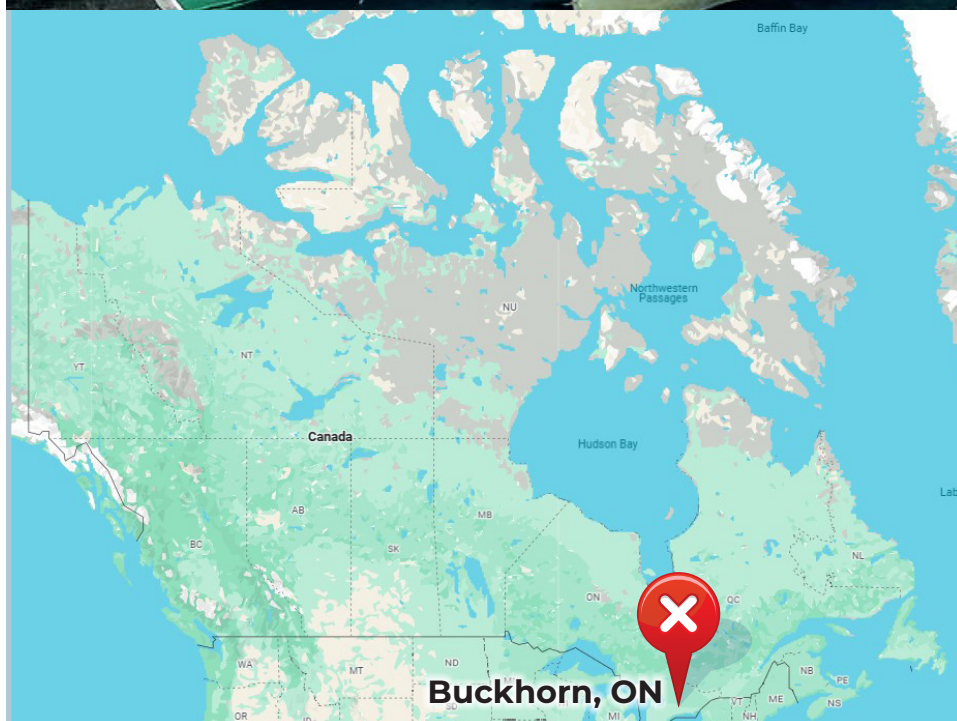 Baffin Bay
Northwestern
Passages
NU
NT
YT
Canada
Hudson Bay
Lab
AB
MB
BC
SK
NL
ON
QC
WA
MT
ND
NB
PE
Buckhorn, ON
VT
ME
NS
OR
SD
MI
NH